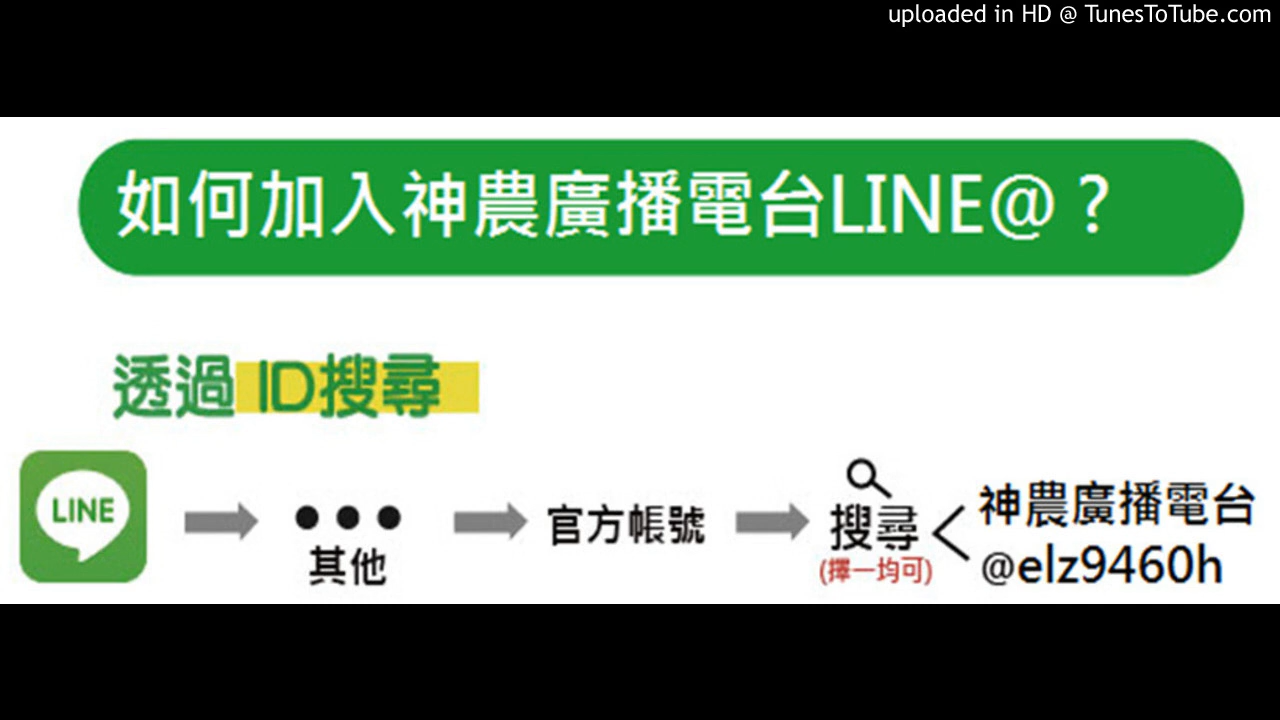 uploaded in HD @ TunesToTube.com
如何加入神農廣播電台LINE@？
透過 ID搜尋
LINE
其他
官方帳號
搜尋
(擇一均可)
神農廣播電台
@elz9460h